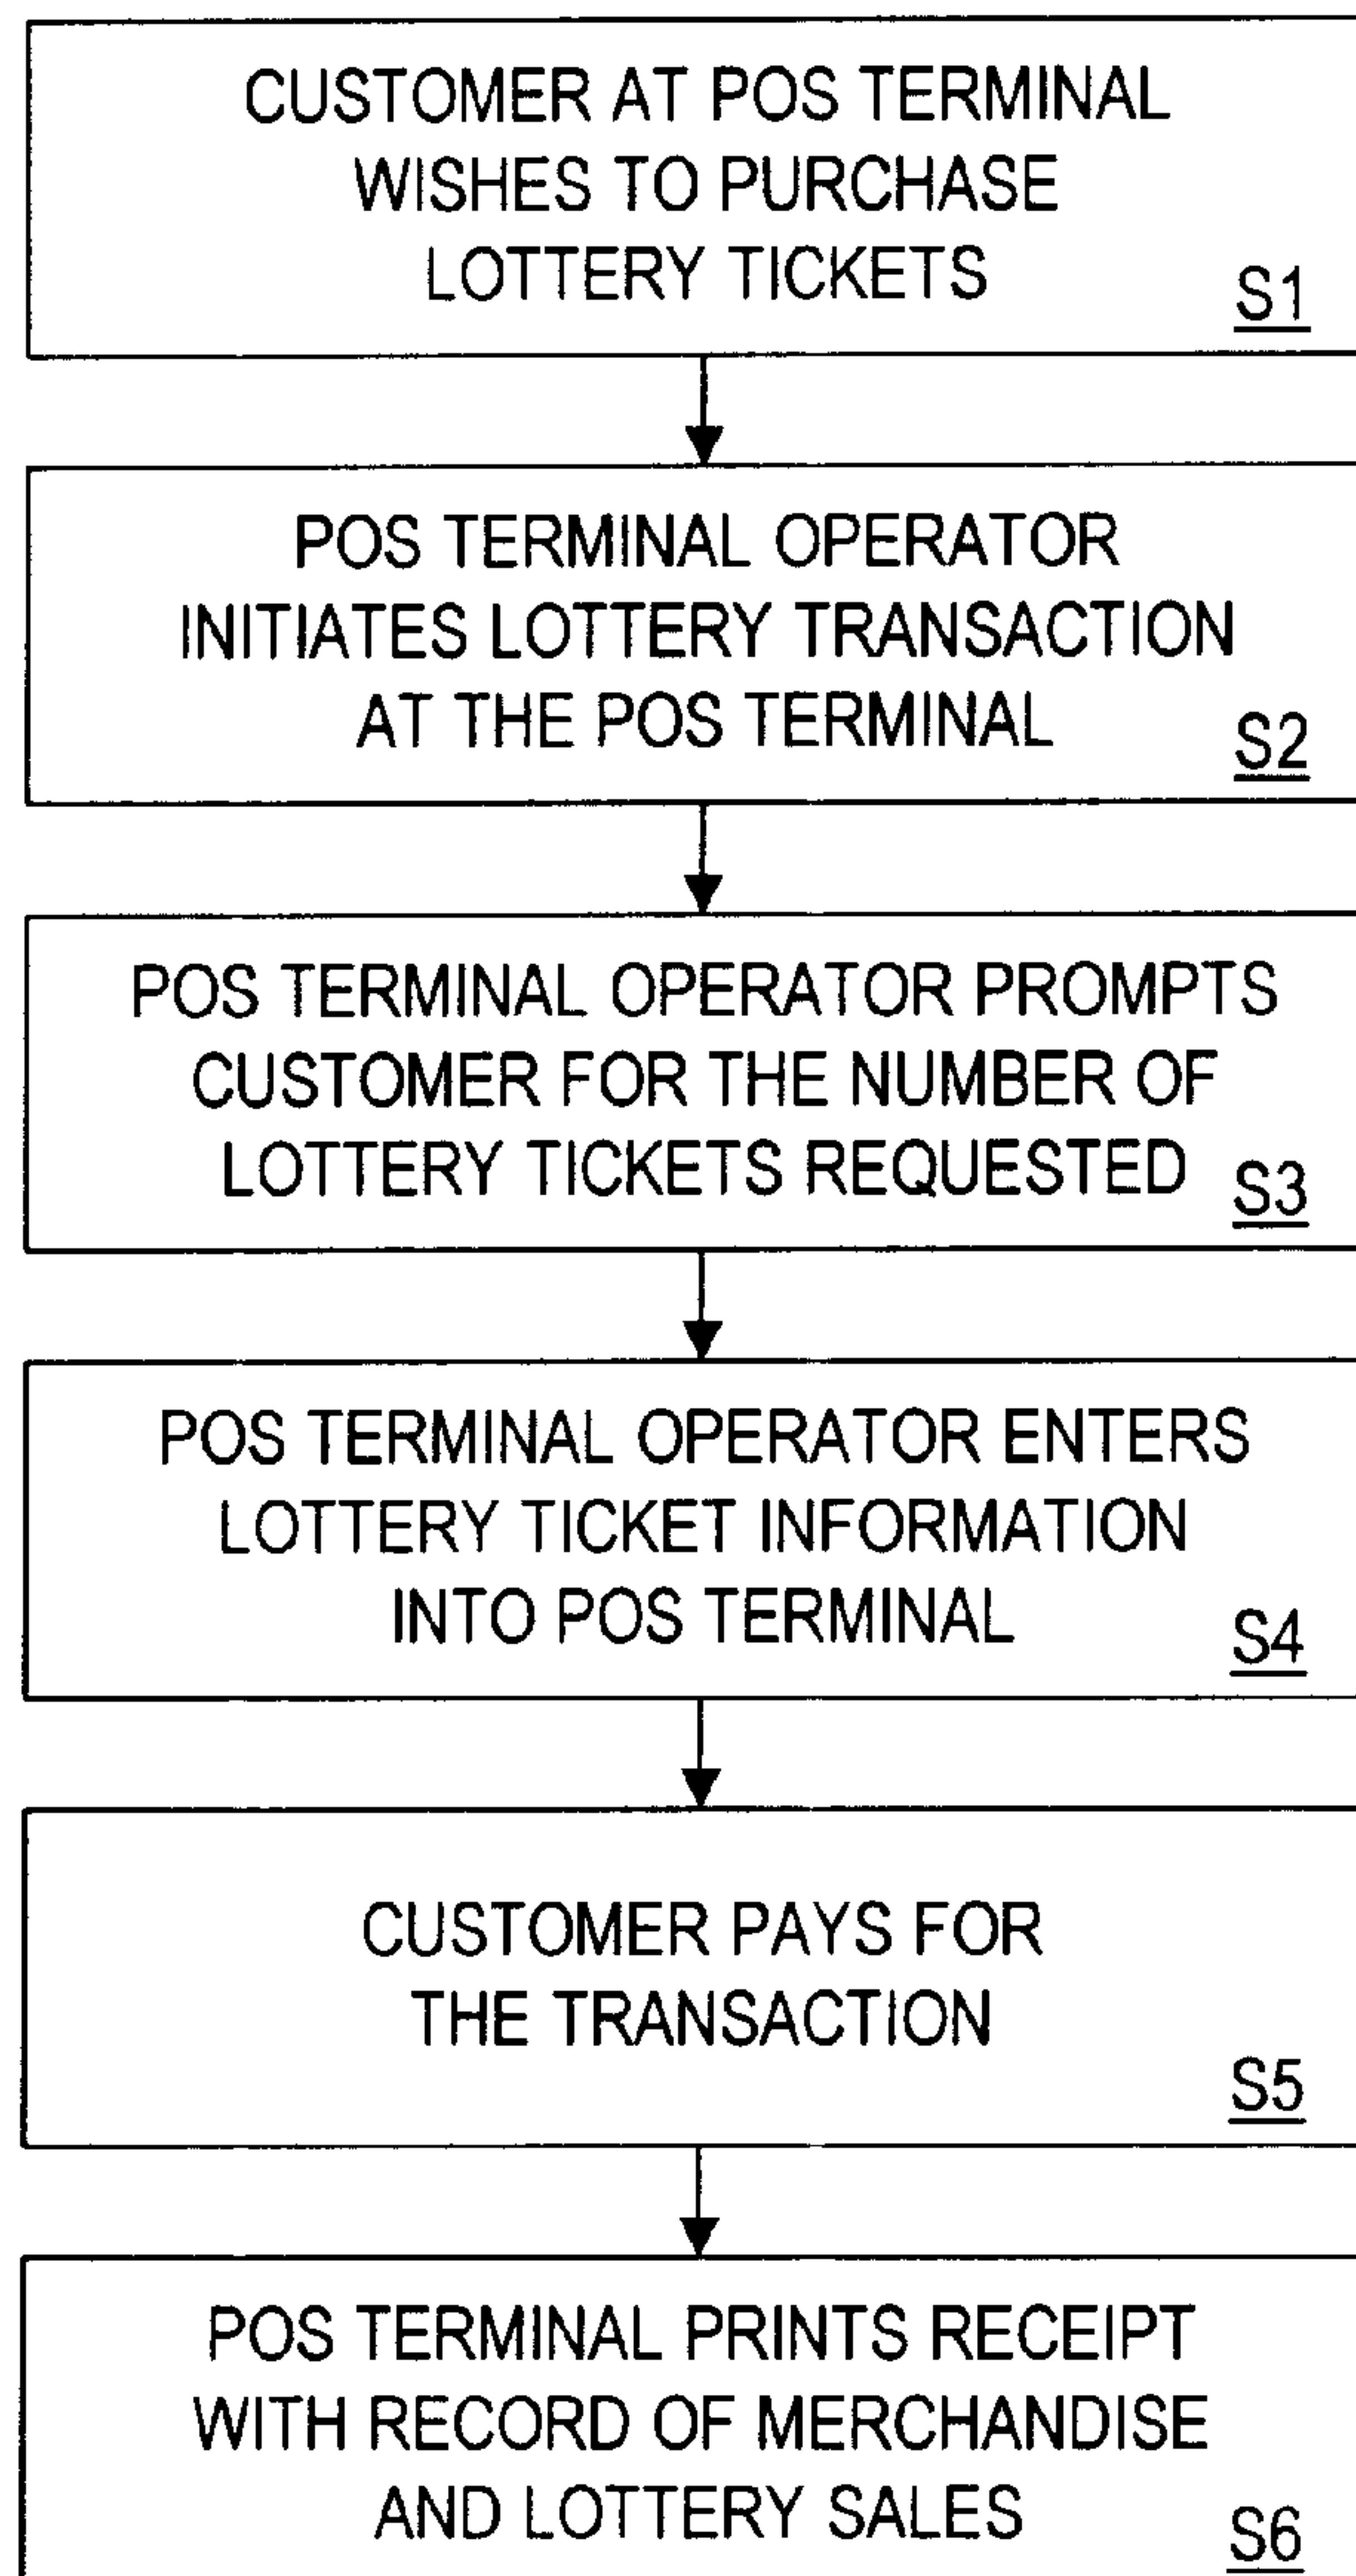 CUSTOMER AT POS TERMINAL
WISHES TO PURCHASE
LOTTERY TICKETS
S1
POS TERMINAL OPERATOR
INITIATES LOTTERY TRANSACTION
AT THE POS TERMINAL
S2
POS TERMINAL OPERATOR PROMPTS
CUSTOMER FOR THE NUMBER OF
LOTTERY TICKETS REQUESTED
S3
POS TERMINAL OPERATOR ENTERS
LOTTERY TICKET INFORMATION
INTO POS TERMINAL
S4
CUSTOMER PAYS FOR
THE TRANSACTION
S5
POS TERMINAL PRINTS RECEIPT
WITH RECORD OF MERCHANDISE
AND LOTTERY SALES
S6